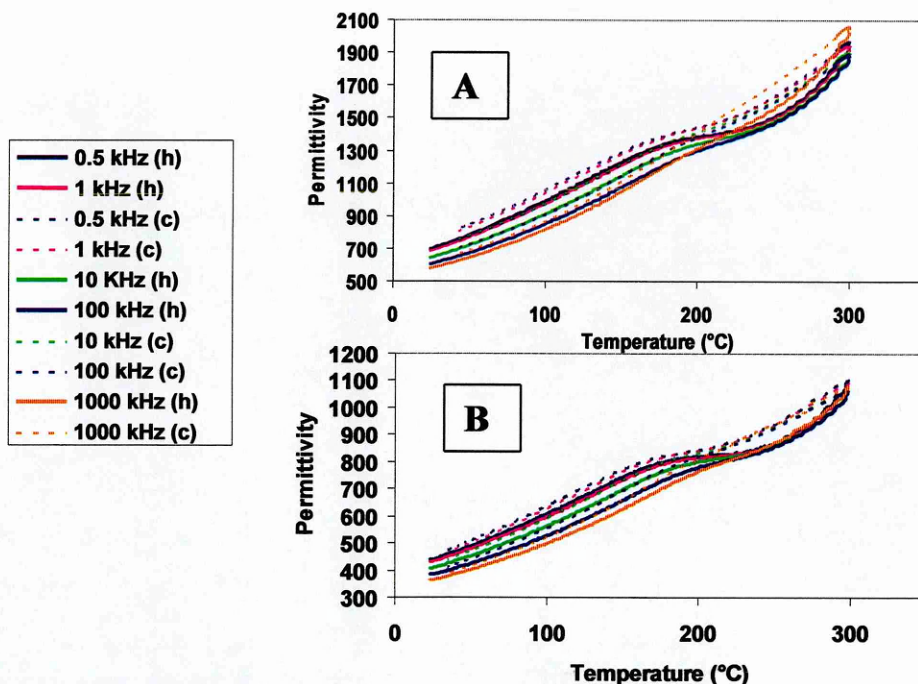 0.5 kHz (h)
1 kHz (h)
0.5 kHz (c)
1 kHz (c)
10 KHz (h)
100 kHz (h)
10 kHz (c)
100 kHz (c)
1000 kHz (h)
1000 kHz (c)
A
Permittivity
2100
1900
1700
1500
1300
1100
900
700
500
0 100 200 300
Temperature (°C)
B
Permittivity
1200
1100
1000
900
800
700
600
500
400
300
0 100 200 300
Temperature (°C)